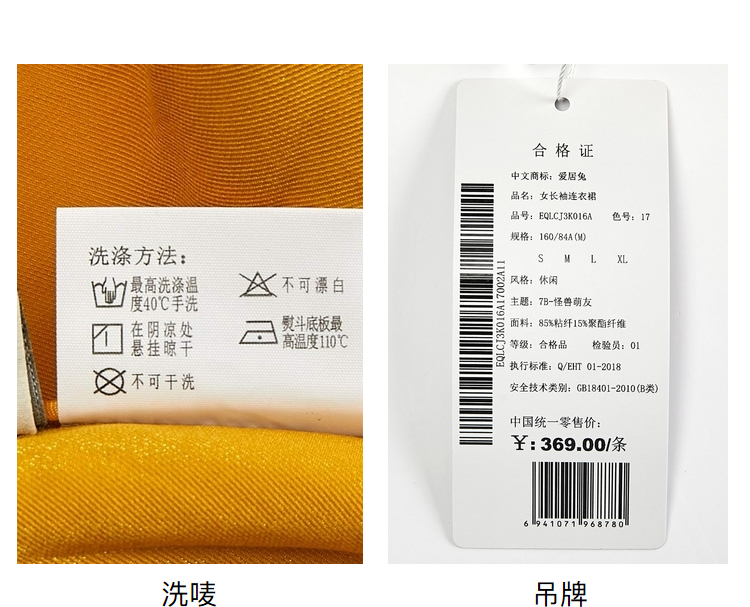 洗涤方法：
最高洗涤温
度40℃手洗
不可漂白
在阴凉处
悬挂晾干
熨斗底板最
高温度110℃
不可干洗
洗唛
合格证
中文商标：爱居兔
品名：女长袖连衣裙
品号：EQLCJ3K016A 色号：17
规格：160/84A(M)
S M L XL
风格：休闲
主题：7B-怪兽萌友
面料：85%粘纤15%聚酯纤维
等级：合格品 检验员：01
执行标准：Q/EHT 01-2018
安全技术类别：GB18401-2010(B类)
中国统一零售价：
￥:369.00/条
6 941071 968780
EQLCJ3K016A17002A11
吊牌